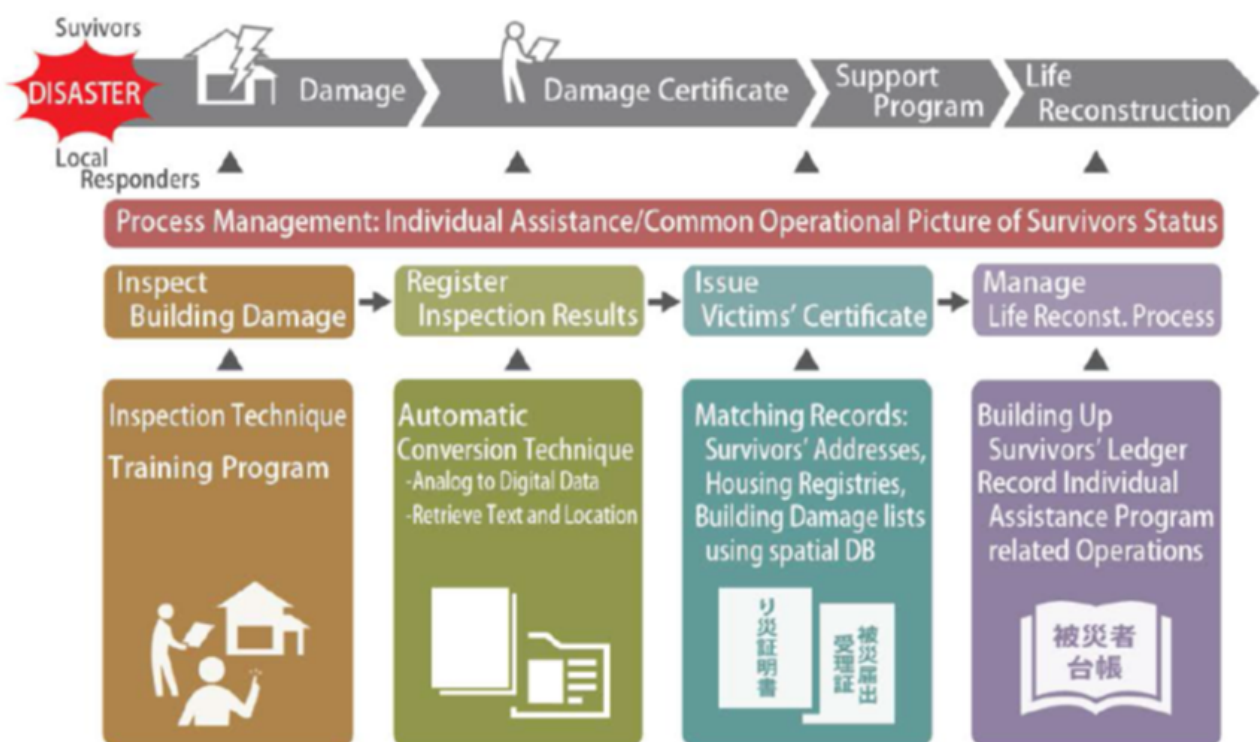 Suvivors
DISASTER
Local
Responders
Damage
Damage Certificate
Support
Program
Life
Reconstruction
Process Management: Individual Assistance/Common Operational Picture of Survivors Status
Inspect
Building Damage
Register
Inspection Results
Issue
Victims' Certificate
Manage
Life Reconst. Process
Inspection Technique
Training Program
Automatic
Conversion Technique
-Analog to Digital Data
-Retrieve Text and Location
Matching Records:
Survivors' Addresses,
Housing Registries,
Building Damage lists
using spatial DB
り災証明書
被災届出
受理証
Building Up
Survivors' Ledger
Record Individual
Assistance Program
related Operations
被災者
台帳